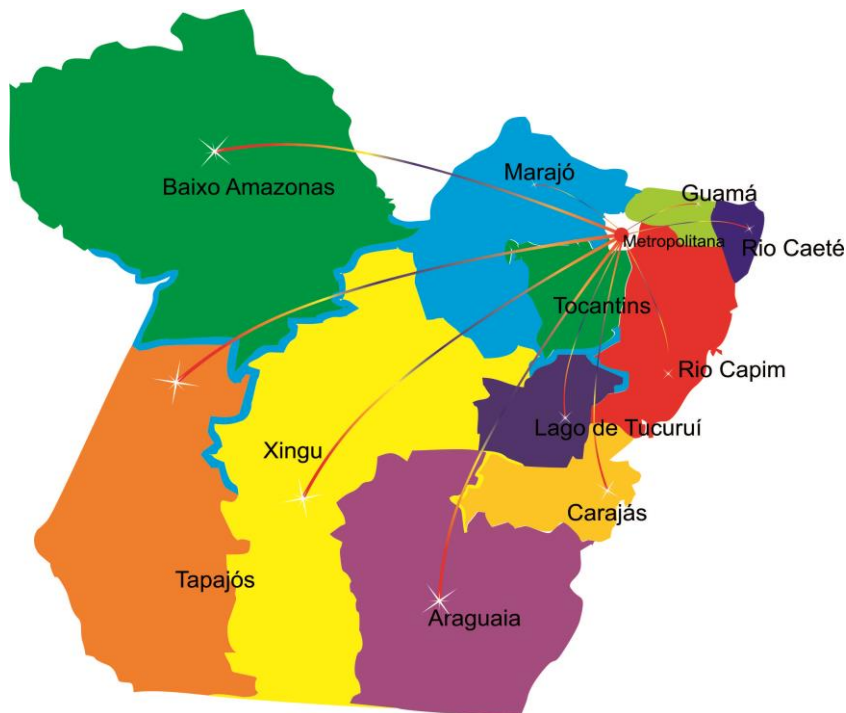 Marajó
Baixo Amazonas
Guamá
Metropolitana
Rio Caeté
Tocantins
Rio Capim
Lago de Tucuruí
Xingu
Carajás
Tapajós
Araguaia